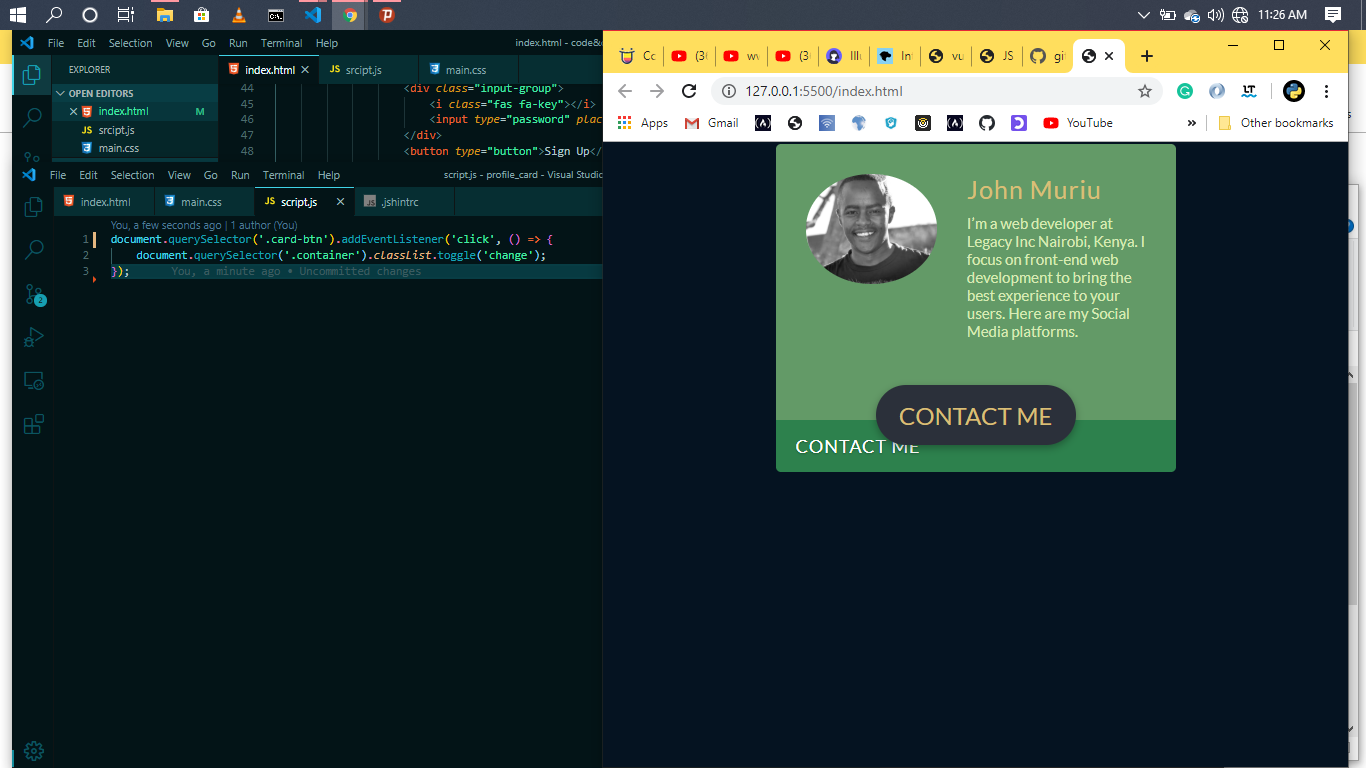 11:26 AM
File Edit Selection View Go Run Terminal Help
index.html - code&
EXPLORER
index.html
srcipt.js
main.css
OPEN EDITORS
index.html M
srcipt.js
main.css
44 <div class="input-group">
45 <i class="fas fa-key"></i>
46 <input type="password" plac
47 </div>
48 <button type="button">Sign Up</
File Edit Selection View Go Run Terminal Help
script.js - profile_card - Visual Studio
index.html
main.css
script.js
.jshintrc
You, a few seconds ago | 1 author (You)
1 document.querySelector('.card-btn').addEventListener('click', () => {
2 document.querySelector('.container').classList.toggle('change');
3 }); You, a minute ago • Uncommitted changes
2
Cc
(3(
wv
(3(
Illu
In
vu
JS
gi
127.0.0.1:5500/index.html
LT
Apps
Gmail
YouTube
»
Other bookmarks
John Muriu
I'm a web developer at
Legacy Inc Nairobi, Kenya. I
focus on front-end web
development to bring the
best experience to your
users. Here are my Social
Media platforms.
CONTACT ME
CONTACT ME